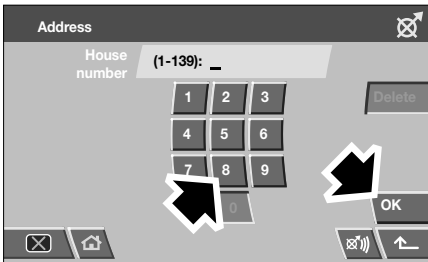 Address
House
number
(1-139): _
1 2 3
Delete
4 5 6
7 8 9
0
OK